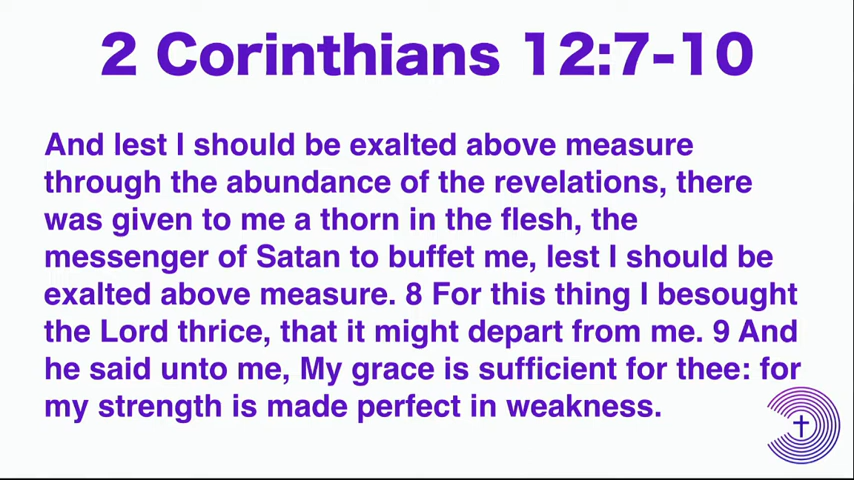 2 Corinthians 12:7-10
And lest I should be exalted above measure
through the abundance of the revelations, there
was given to me a thorn in the flesh, the
messenger of Satan to buffet me, lest I should be
exalted above measure. 8 For this thing I besought
the Lord thrice, that it might depart from me. 9 And
he said unto me, My grace is sufficient for thee: for
my strength is made perfect in weakness.